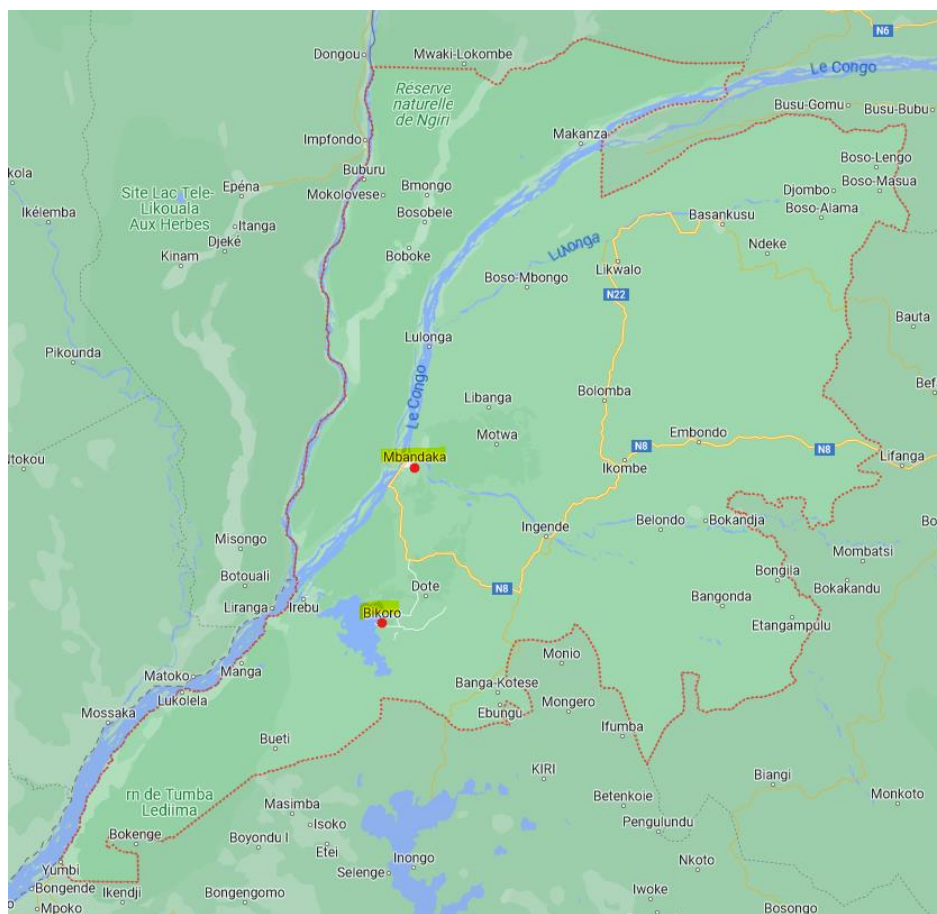 N6
Dongou
Mwaki-Lokombe
Le Congo
Réserve
naturelle
de Ngiri
Busu-Gomu
Busu-Bubu
Impfondo
Makanza
Boso-Lengo
Buburu
kola
Epéna
Mokolovese
Bmongo
Djombo
Boso-Masua
Site Lac Tele-
Likouala
Aux Herbes
Ikélemba
Itanga
Bosobele
Basankusu
Boso-Alama
Djeké
Lulonga
Ndeke
Kinam
Boboke
Likwalo
Boso-Mbongo
N22
Bauta
Lulonga
Pikounda
Le Congo
Bef
Bolomba
Libanga
Motwa
Embondo
N8
N8
Mbandaka
Ntokou
Ikombe
Lifanga
Ingende
Belondo
Bokandja
Bo
Misongo
Mombatsi
Botouali
Dote
N8
Bongila
Bokakandu
Liranga
Irebu
Bikoro
Bangonda
Etangampulu
Manga
Monio
Matoko
Lukolela
Banga-Kotese
Mossaka
Ebungu
Mongero
Ifumba
Bueti
KIRI
Biangi
rn de Tumba
Lediima
Masimba
Betenkoie
Monkoto
Isoko
Bokenge
Boyondu I
Etei
Pengulundu
Yumbi
Selenge
Inongo
Nkoto
Bongende
Ikendji
Bongengomo
Iwoke
Mpoko
Bosongo